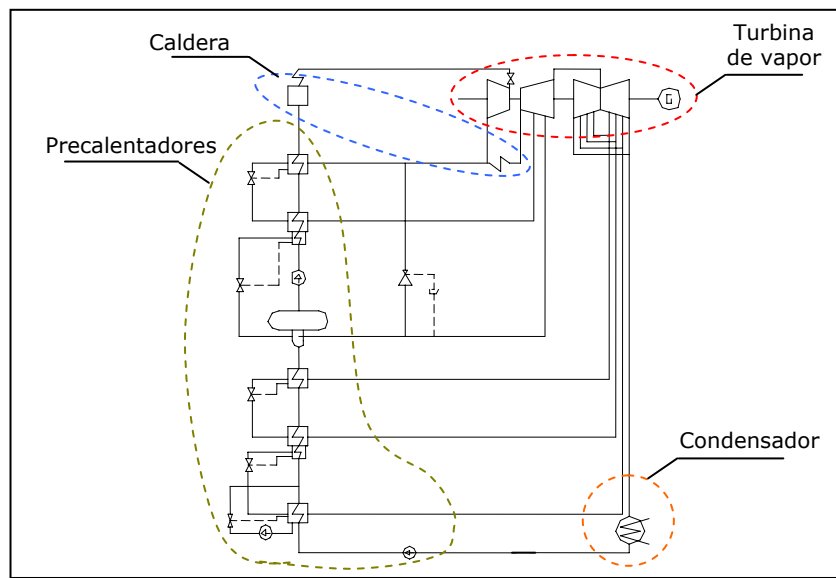 Caldera
Turbina
de vapor
Precalentadores
G
Condensador